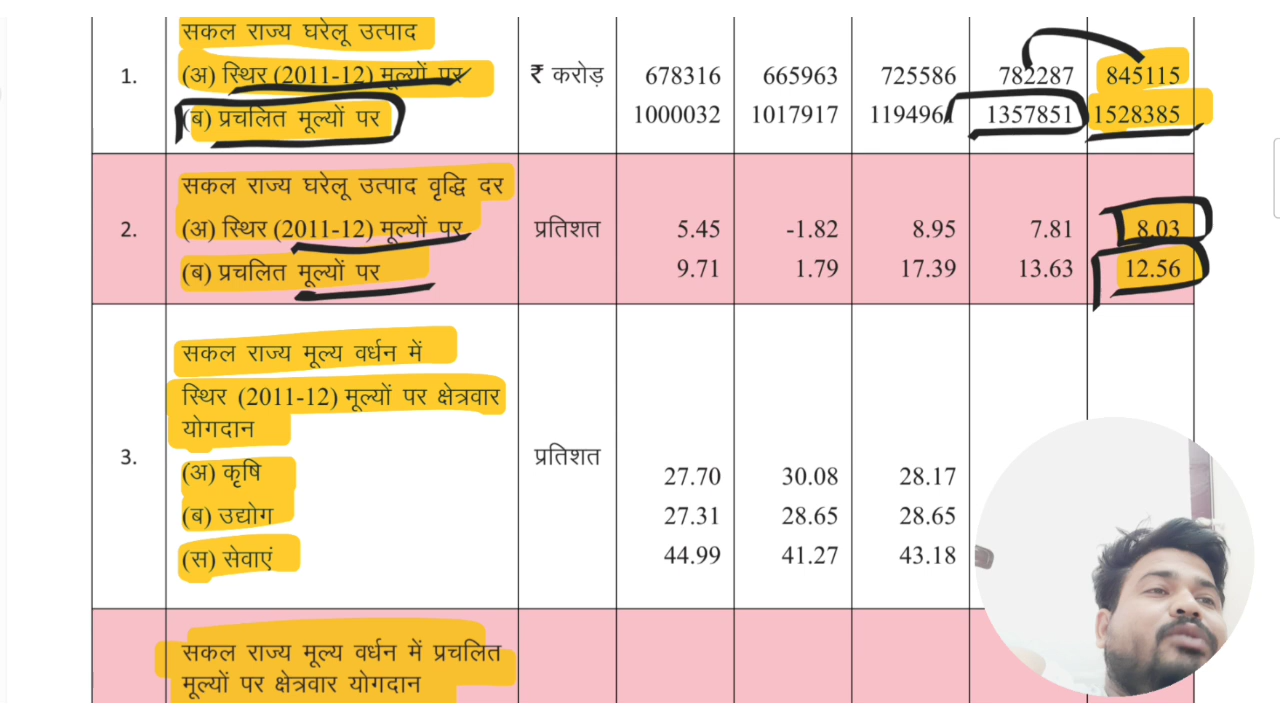 सकल राज्य घरेलू उत्पाद
1. (अ) स्थिर (2011-12) मूल्यों पर ₹ करोड़ 678316 665963 725586 782287 845115
(ब) प्रचलित मूल्यों पर 1000032 1017917 119496 1357851 1528385
सकल राज्य घरेलू उत्पाद वृद्धि दर
2. (अ) स्थिर (2011-12) मूल्यों पर प्रतिशत 5.45 -1.82 8.95 7.81 8.03
(ब) प्रचलित मूल्यों पर 9.71 1.79 17.39 13.63 12.56
सकल राज्य मूल्य वर्धन में
स्थिर (2011-12) मूल्यों पर क्षेत्रवार
योगदान
3. प्रतिशत
(अ) कृषि 27.70 30.08 28.17
(ब) उद्योग 27.31 28.65 28.65
(स) सेवाएं 44.99 41.27 43.18
सकल राज्य मूल्य वर्धन में प्रचलित
मूल्यों पर क्षेत्रवार योगदान